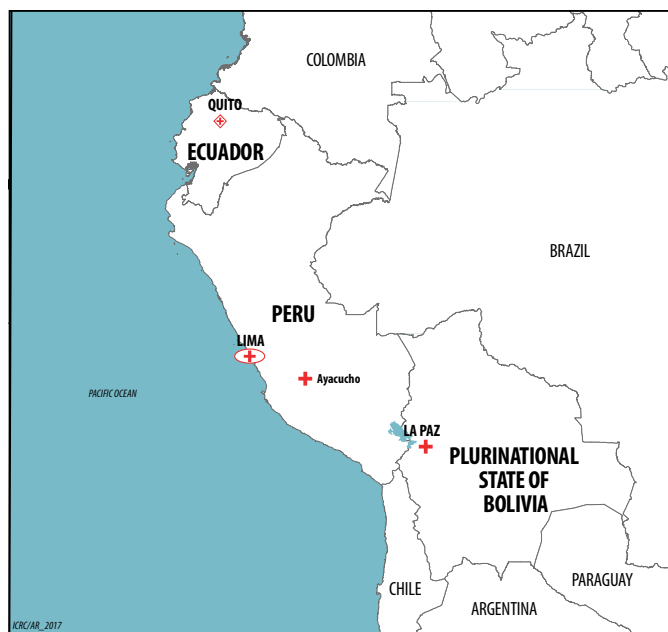 COLOMBIA
QUITO
ECUADOR
BRAZIL
PERU
LIMA
Ayacucho
PACIFIC OCEAN
LA PAZ
PLURINATIONAL
STATE OF
BOLIVIA
CHILE
PARAGUAY
ARGENTINA
ICRC/AR_2017